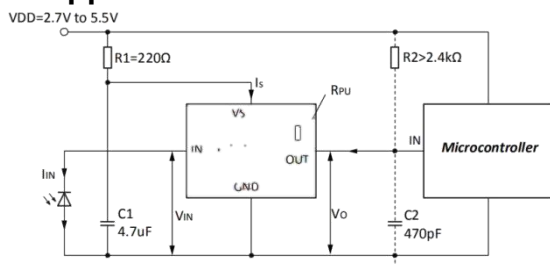 VDD=2.7V to 5.5V
R1=220Ω
R2>2.4kΩ
IS
RPU
VS
IN
OUT
GND
IN
Microcontroller
IIN
C1
4.7uF
VIN
VO
C2
470pF